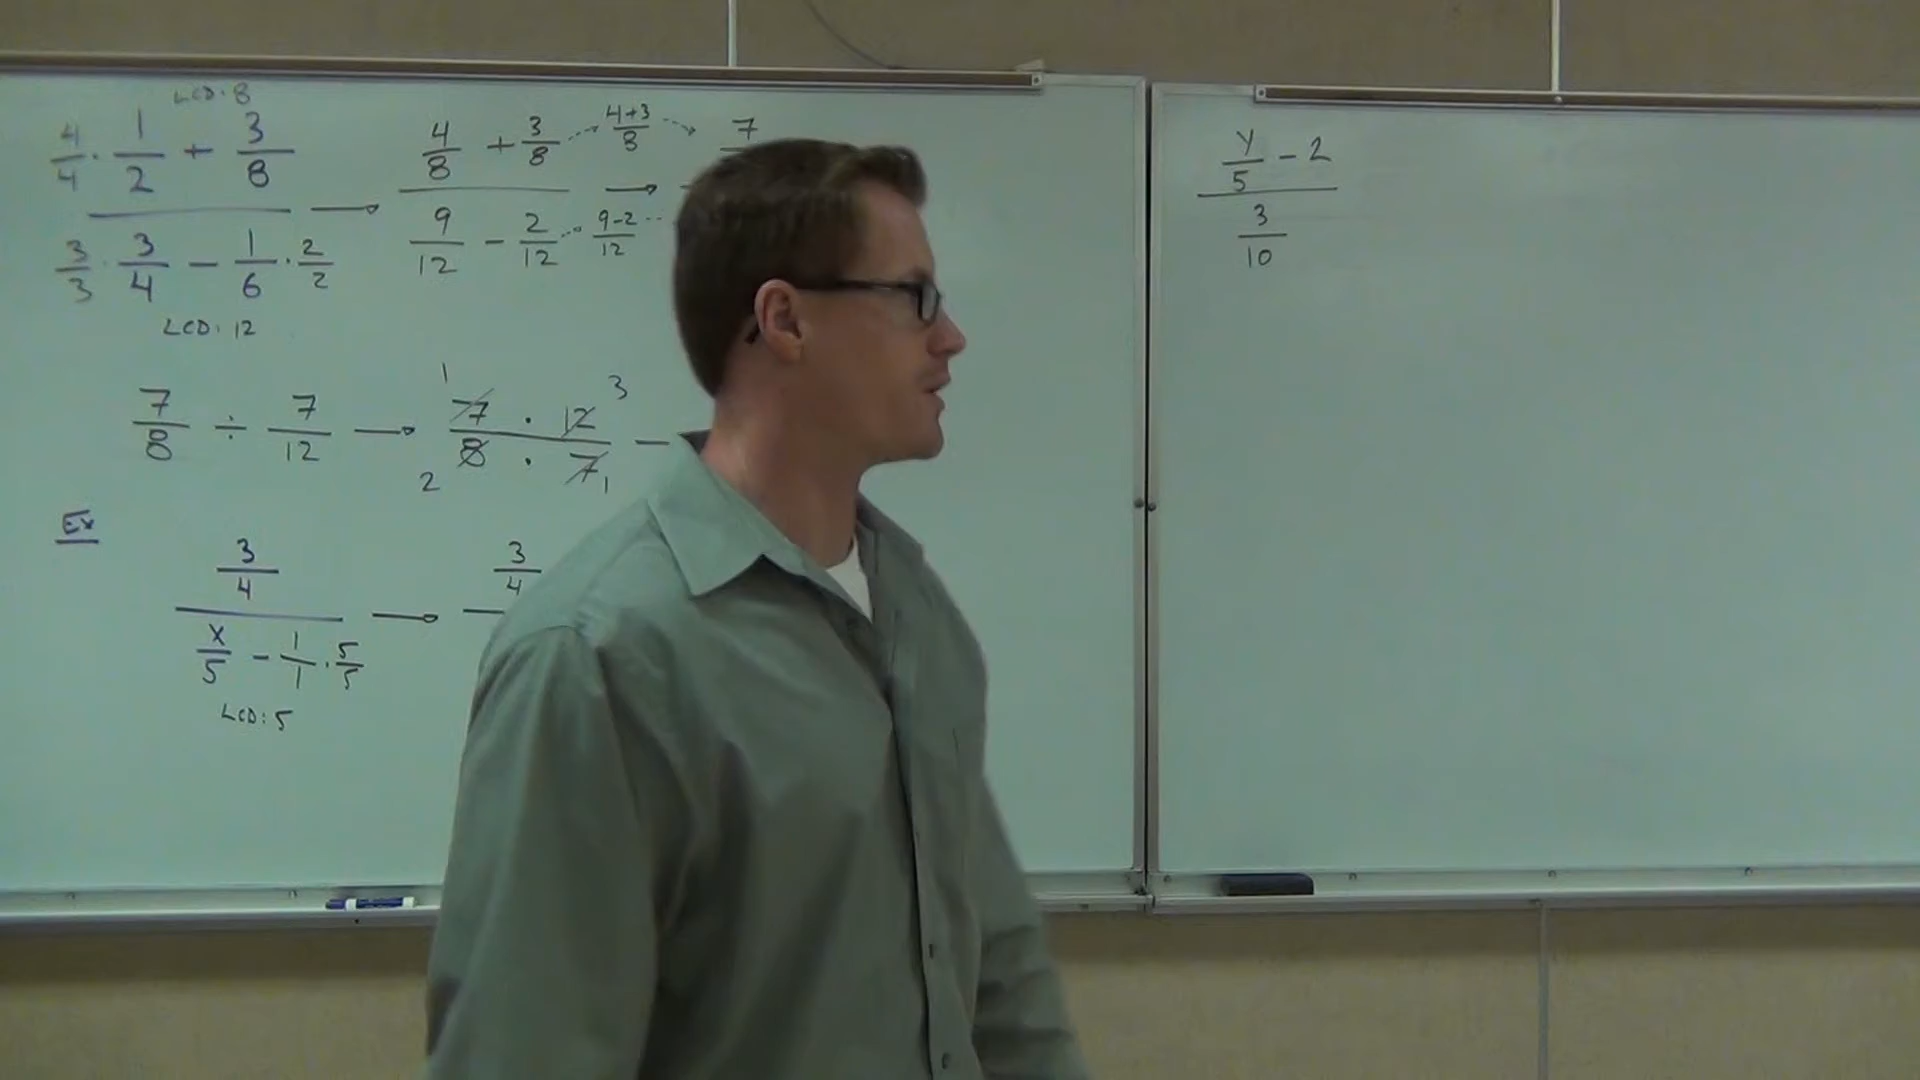 LCD: 8
4/4 · 1/2 + 3/8 → 4/8 + 3/8 ⇢ 4+3/8 ⇢ 7
3/3 · 3/4 − 1/6 · 2/2 9/12 − 2/12 ⇢ 9−2/12
LCD: 12
7/8 ÷ 7/12 → 7 · 12 / 8 · 7 1 3 2 1
Ex
3/4 → 3/4
x/5 − 1/1 · 5/5
LCD: 5
y/5 − 2
3/10